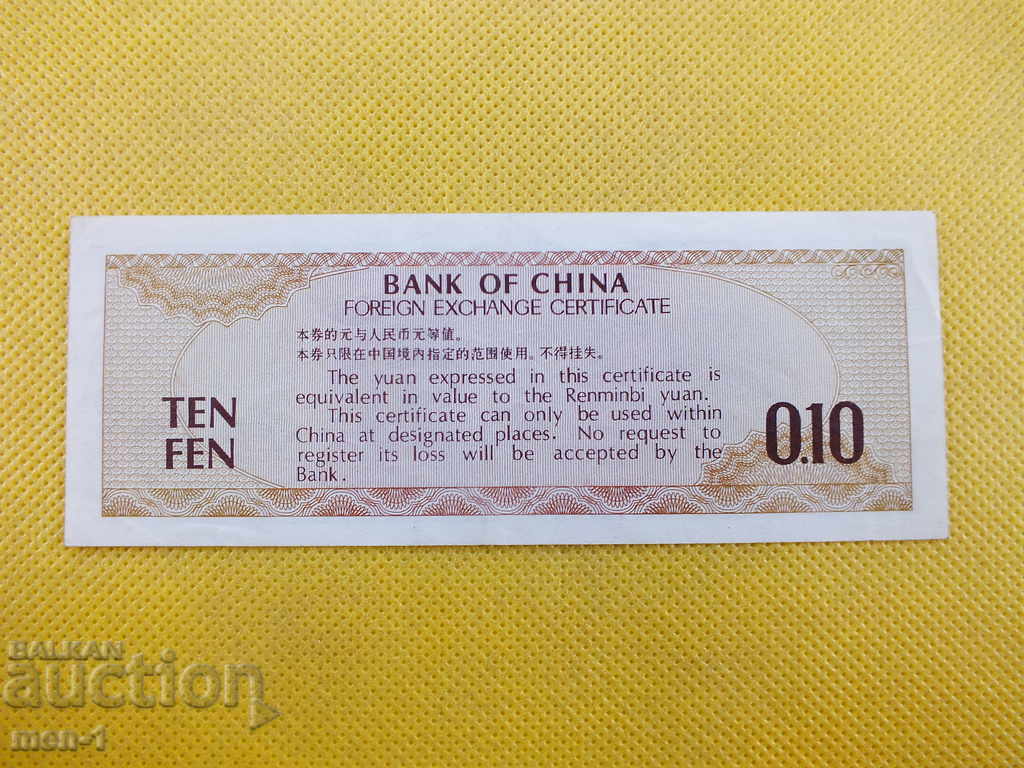 BANK OF CHINA
FOREIGN EXCHANGE CERTIFICATE
本券的元与人民币元等值。
本券只限在中国境内指定的范围使用。不得挂失。
The yuan expressed in this certificate is
equivalent in value to the Renminbi yuan.
This certificate can only be used within
China at designated places. No request to
register its loss will be accepted by the
Bank.
TEN
FEN
0.10
BALKAN
auction
men-1